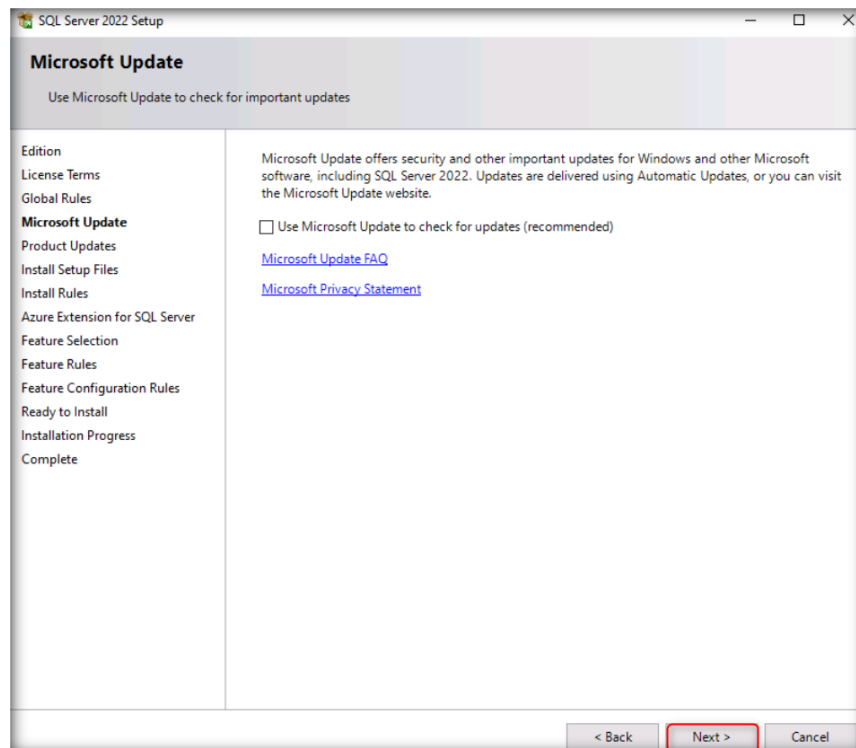 SQL Server 2022 Setup
Microsoft Update
Use Microsoft Update to check for important updates
Edition
License Terms
Global Rules
Microsoft Update
Product Updates
Install Setup Files
Install Rules
Azure Extension for SQL Server
Feature Selection
Feature Rules
Feature Configuration Rules
Ready to Install
Installation Progress
Complete
Microsoft Update offers security and other important updates for Windows and other Microsoft
software, including SQL Server 2022. Updates are delivered using Automatic Updates, or you can visit
the Microsoft Update website.
Use Microsoft Update to check for updates (recommended)
Microsoft Update FAQ
Microsoft Privacy Statement
< Back
Next >
Cancel